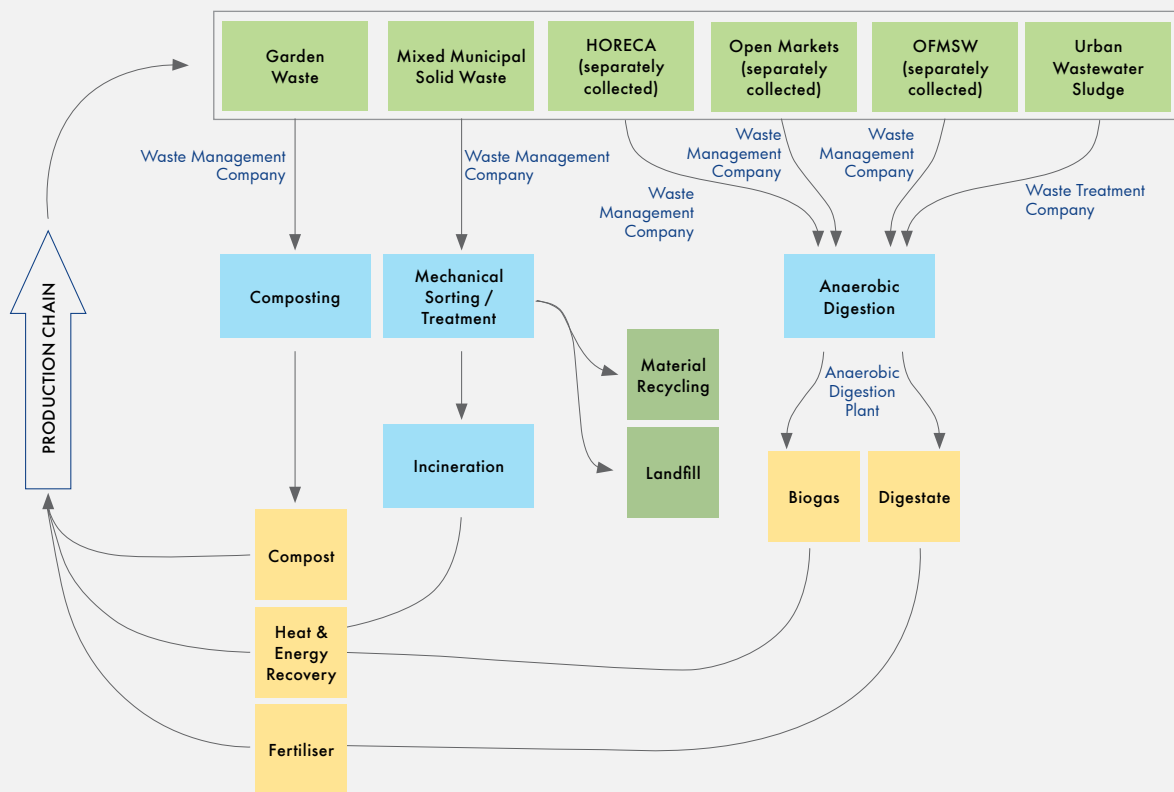 Garden
Waste
Mixed Municipal
Solid Waste
HORECA
(separately
collected)
Open Markets
(separately
collected)
OFMSW
(separately
collected)
Urban
Wastewater
Sludge
Waste Management
Company
Waste Management
Company
Waste
Management
Company
Waste
Management
Company
Waste
Management
Company
Waste Treatment
Company
PRODUCTION CHAIN
Composting
Mechanical
Sorting /
Treatment
Anaerobic
Digestion
Material
Recycling
Anaerobic
Digestion
Plant
Incineration
Landfill
Biogas
Digestate
Compost
Heat &
Energy
Recovery
Fertiliser